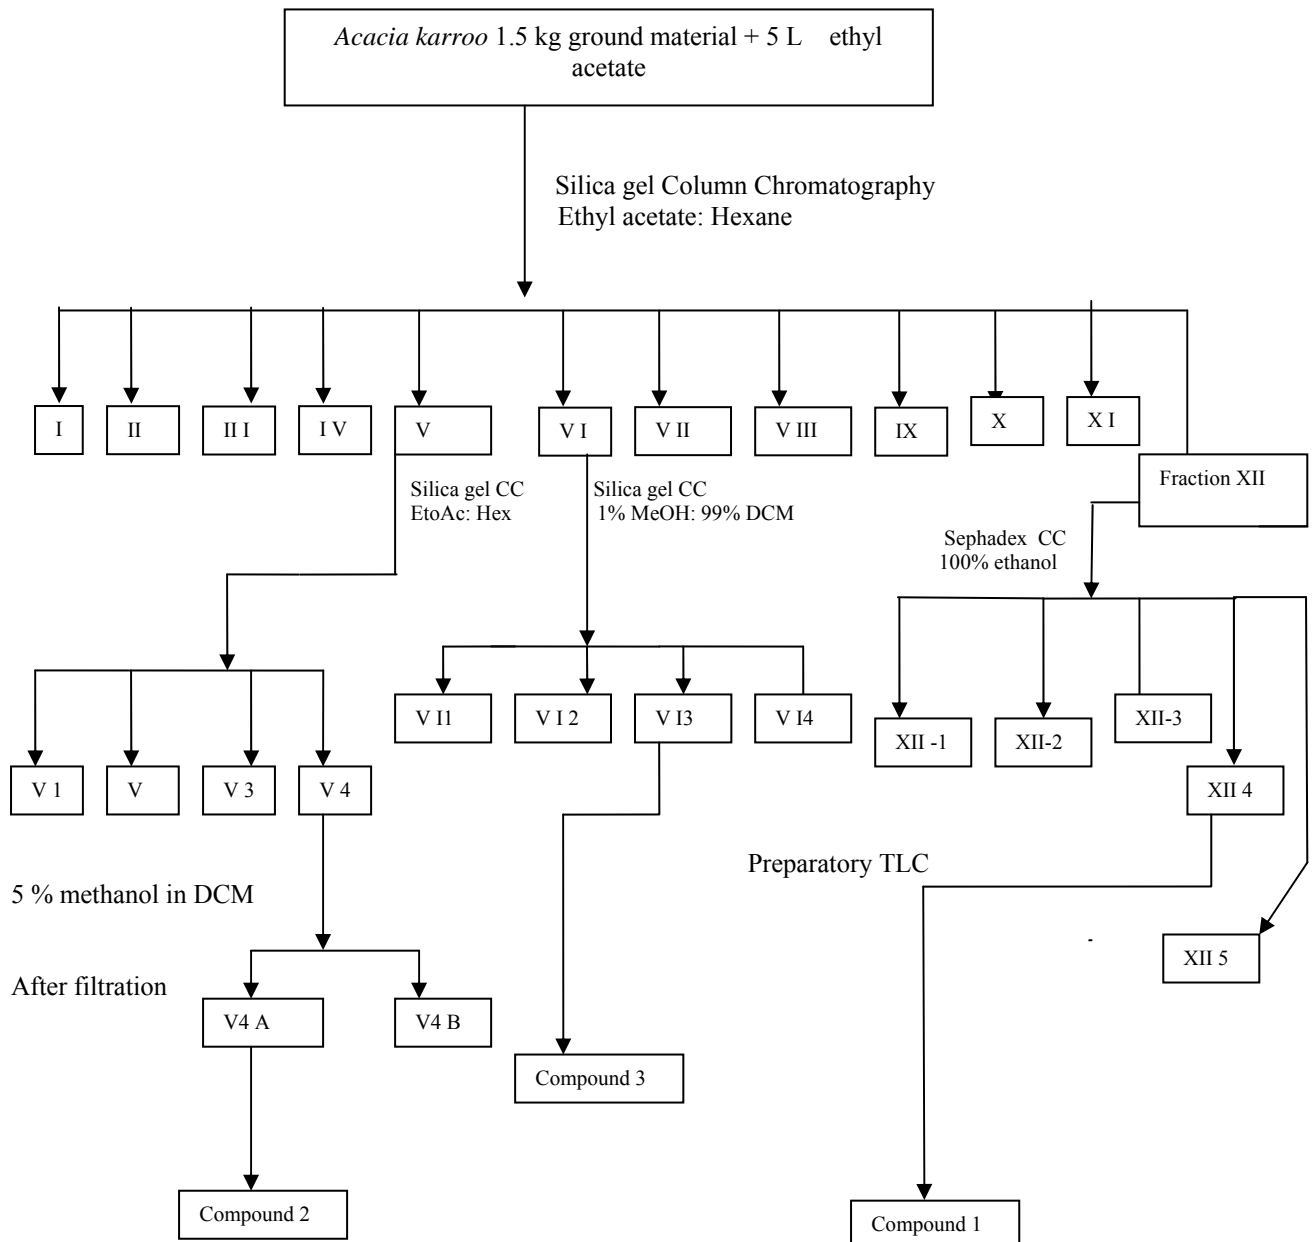 Acacia karroo 1.5 kg ground material + 5 L ethyl
acetate
Silica gel Column Chromatography
Ethyl acetate: Hexane
I
II
II I
I V
V
V I
V II
V III
IX
X
X I
Fraction XII
Silica gel CC
EtoAc: Hex
Silica gel CC
1% MeOH: 99% DCM
Sephadex CC
100% ethanol
V I1
V I 2
V I3
V I4
XII -1
XII-2
XII-3
V 1
V
V 3
V 4
XII 4
Preparatory TLC
5 % methanol in DCM
-
XII 5
After filtration
V4 A
V4 B
Compound 3
Compound 2
Compound 1